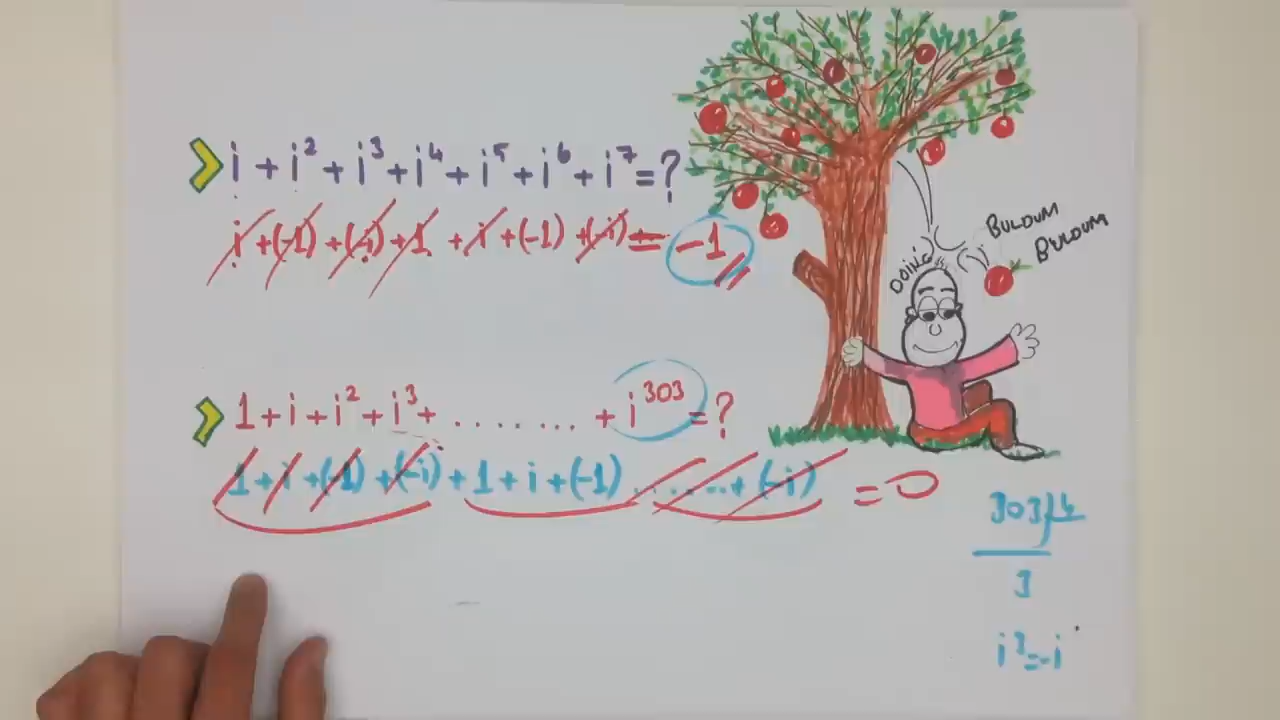 i + i² + i³ + i⁴ + i⁵ + i⁶ + i⁷ = ?
i + (-1) + (-i) + 1 + i + (-1) + (-i) = -1
DOİNG
BULDUM
BULDUM
1 + i + i² + i³ + ........ + i³⁰³ = ?
1 + i + (-1) + (-i) + 1 + i + (-1) ...... + (-i) = 0
303 | 4
3
i³ = -i